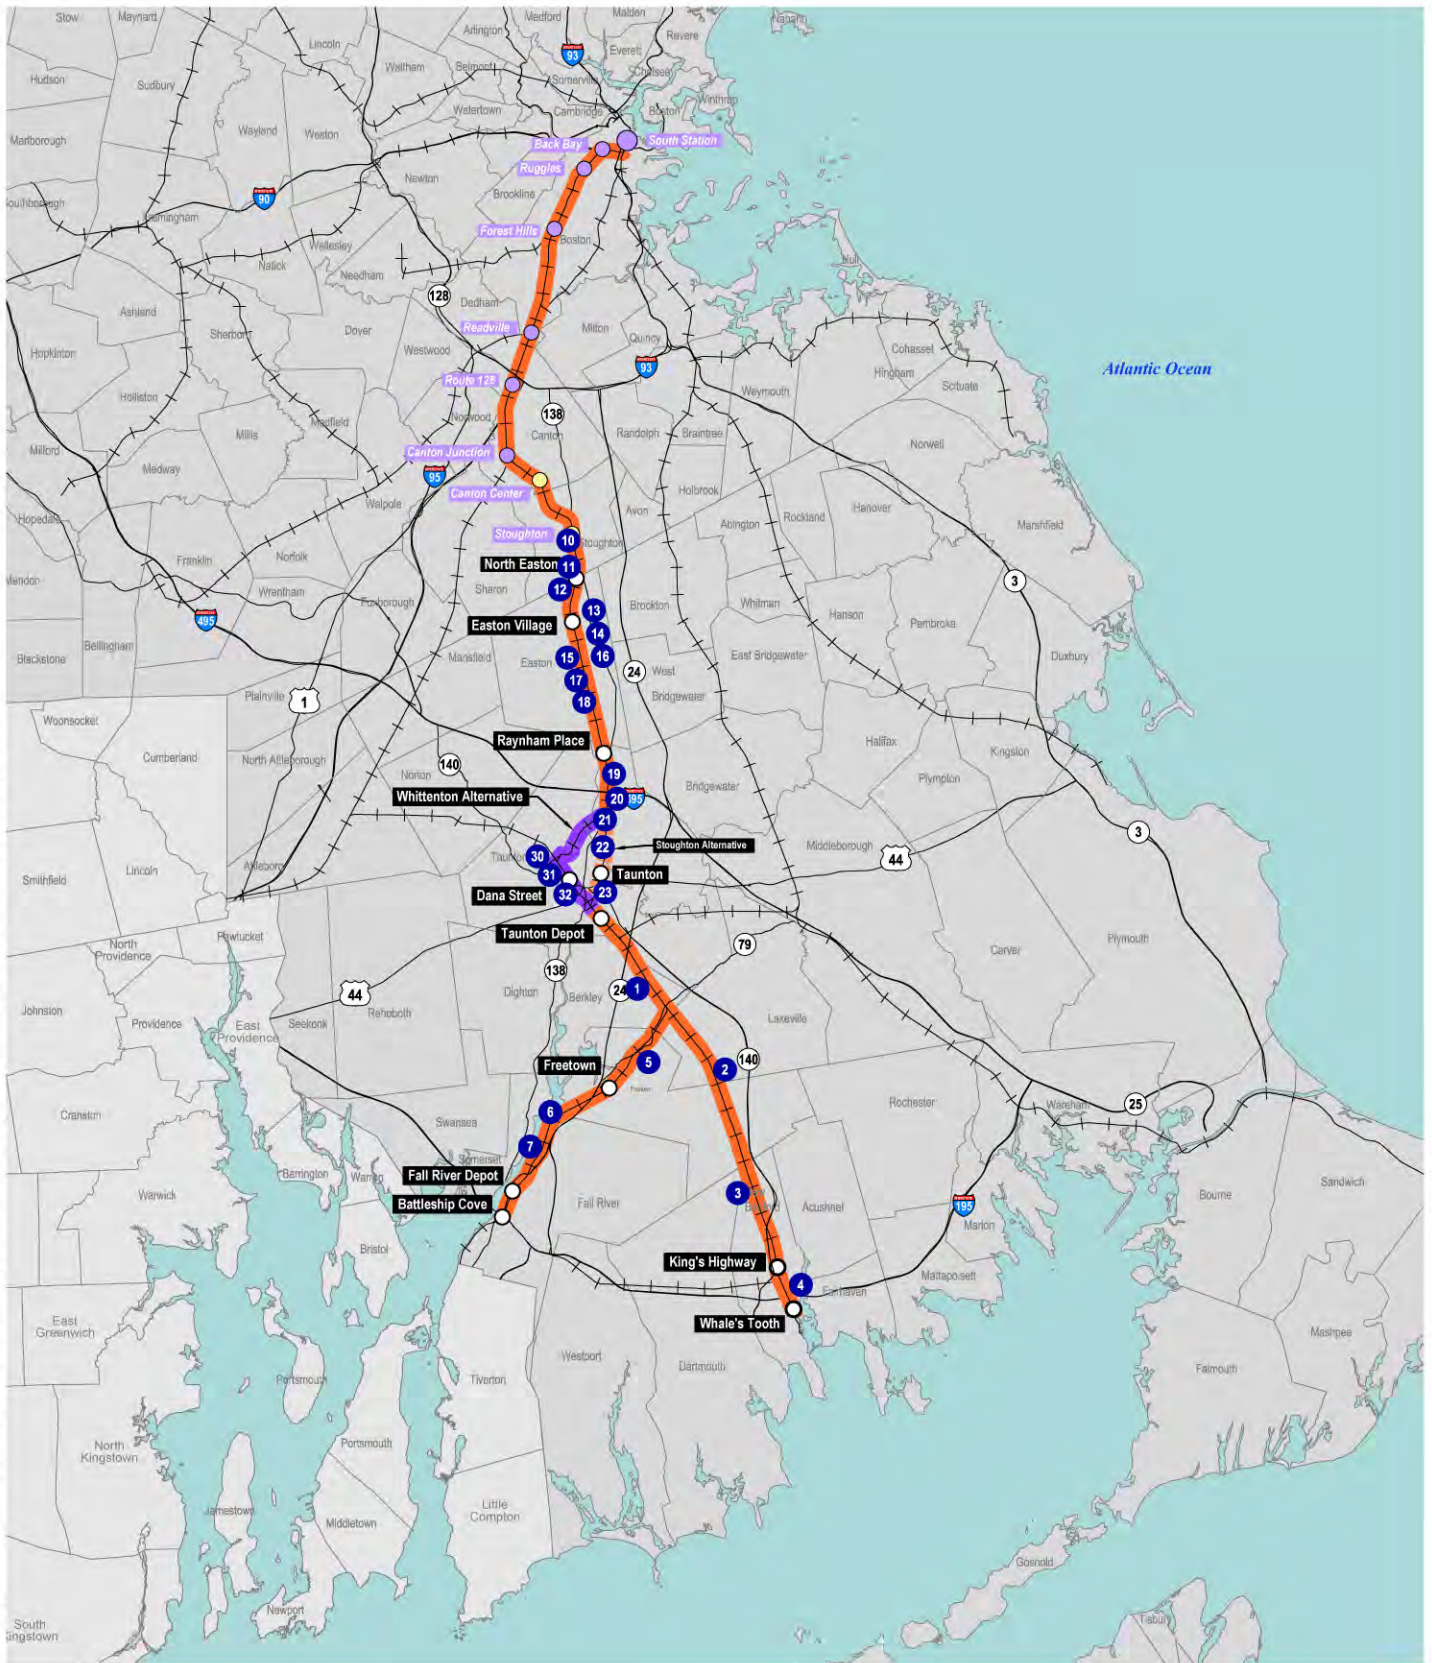 Stow
Maynard
Medford
Malden
Nahant
Arlington
Revere
Lincoln
Everett
93
Waltham
Belmont
Chelsea
Hudson
Sudbury
Somerville
Winthrop
Watertown
Cambridge
Boston
Wayland
Weston
Marlborough
Back Bay
South Station
Ruggles
Newton
90
Brookline
Southborough
Framingham
Forest Hills
Boston
Wellesley
Natick
Needham
Hull
128
Dedham
Ashland
Sherborn
Dover
Readville
Milton
Quincy
Westwood
Cohasset
Hopkinton
93
Hingham
Atlantic Ocean
Route 128
Scituate
Holliston
Weymouth
138
Norwood
Medfield
Millis
Canton
Randolph
Braintree
Norwell
Milford
Canton Junction
Medway
95
Canton Center
Holbrook
Walpole
Avon
Hanover
Hopedale
Abington
Rockland
Marshfield
Stoughton
10
Stoughton
Franklin
Norfolk
North Easton
11
Mendon
3
Wrentham
Sharon
12
Foxborough
Brockton
Whitman
13
Hanson
495
Easton Village
Pembroke
14
Bellingham
Blackstone
Mansfield
Easton
15
16
East Bridgewater
Duxbury
24
West
Bridgewater
17
Plainville
1
18
Woonsocket
Raynham Place
Halifax
Kingston
Cumberland
North Attleborough
140
Norton
19
Plympton
Bridgewater
Whittenton Alternative
20
21
3
Stoughton Alternative
22
Middleborough
Taunton
30
44
Attleboro
Lincoln
Smithfield
31
Taunton
Dana Street
32
23
Taunton Depot
Pawtucket
North
Providence
79
Plymouth
Carver
138
44
Dighton
Berkley
24
1
Johnston
Rehoboth
Providence
East
Providence
Seekonk
Lakeville
Freetown
5
140
2
Rochester
25
Wareham
6
Cranston
Swansea
7
Somerset
Barrington
Warren
Fall River Depot
Sandwich
Warwick
Battleship Cove
3
Bourne
Fall River
Acushnet
195
Marion
Bristol
King's Highway
Mattapoisett
4
Fairhaven
Whale's Tooth
East
Greenwich
Mashpee
Westport
Dartmouth
Falmouth
Portsmouth
Tiverton
North
Kingstown
Portsmouth
Jamestown
Middletown
Little
Compton
Gosnold
Newport
Tisbury
South
Kingstown